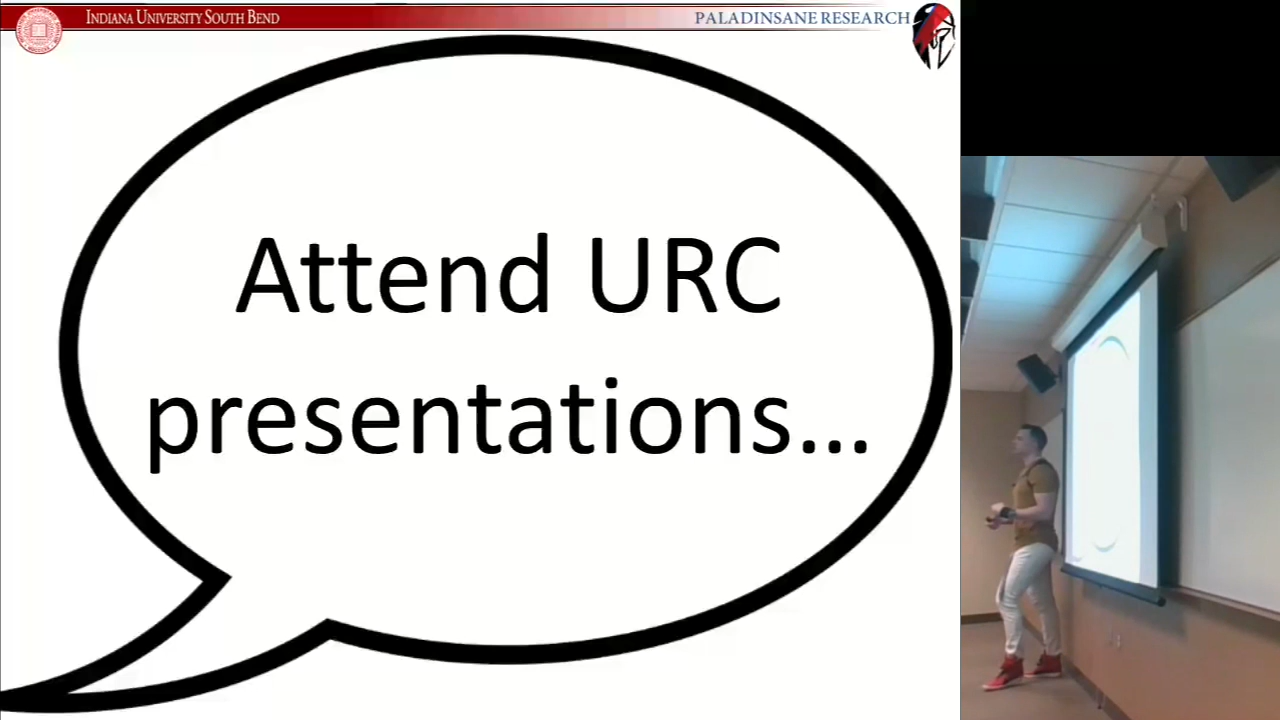 INDIANA UNIVERSITY SOUTH BEND
PALADINSANE RESEARCH
Attend URC
presentations...